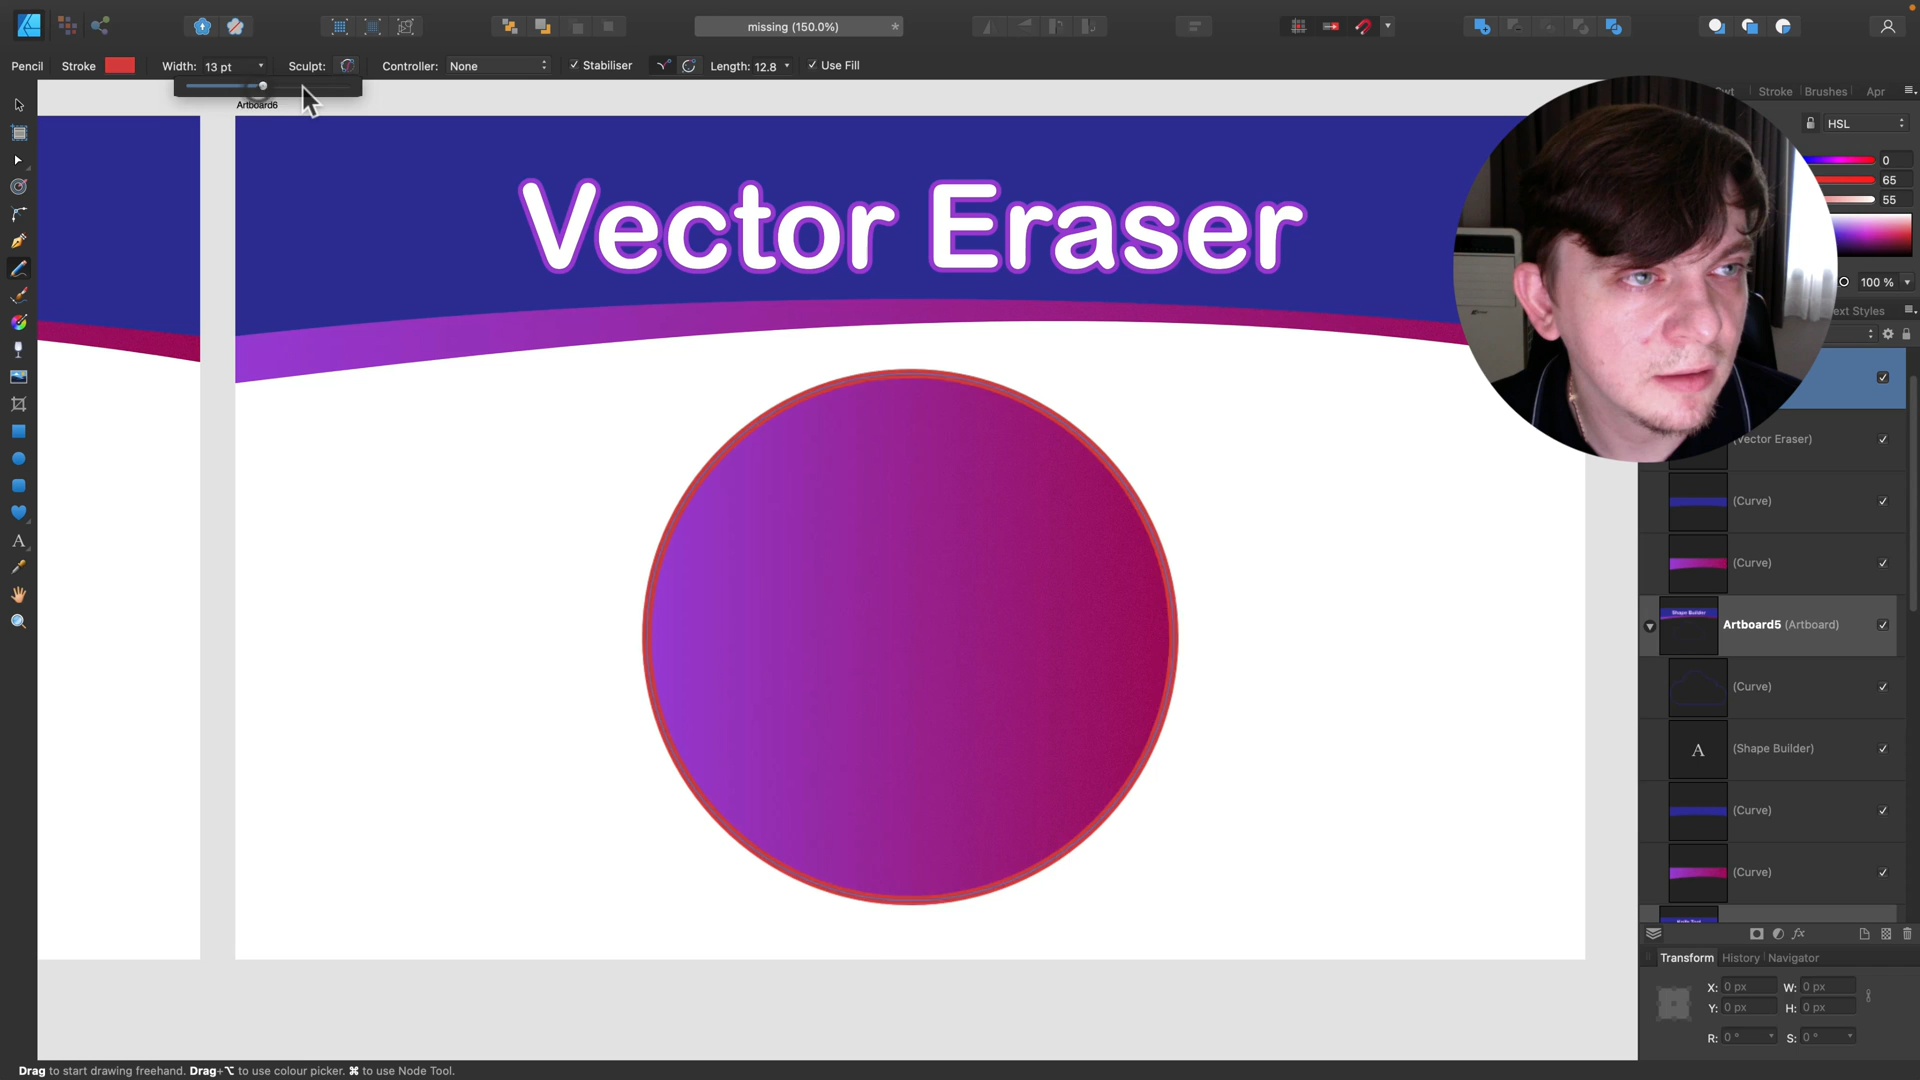 missing (150.0%)
*
Pencil Stroke Width: 13 pt Sculpt: Controller: None Stabiliser Length: 12.8 Use Fill
Artboard6
Vector Eraser
Stroke Brushes Apr
HSL
0
65
55
100 %
ext Styles
(Vector Eraser)
(Curve)
(Curve)
Shape Builder
Artboard5 (Artboard)
(Curve)
A (Shape Builder)
(Curve)
(Curve)
Transform History Navigator
X: 0 px W: 0 px
Y: 0 px H: 0 px
R: 0 ° S: 0 °
Drag to start drawing freehand. Drag+⌥ to use colour picker. ⌘ to use Node Tool.